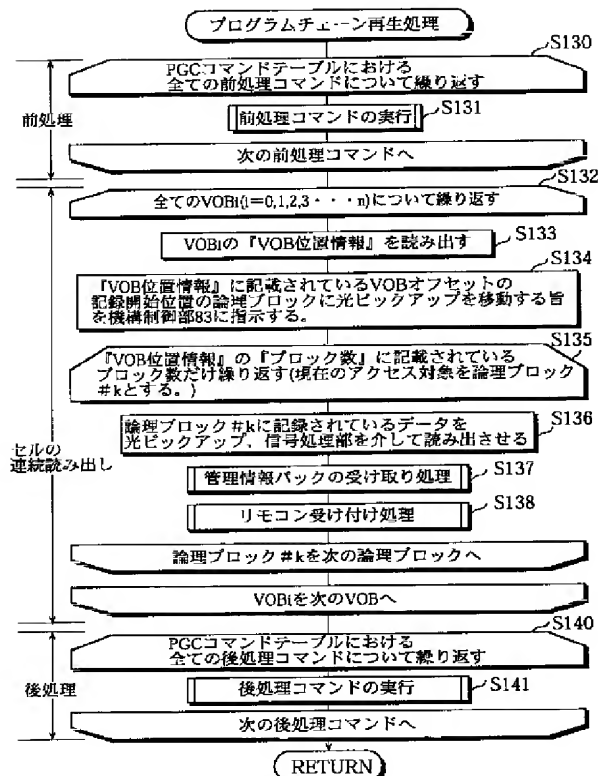 プログラムチェーン再生処理
S130
PGCコマンドテーブルにおける
全ての前処理コマンドについて繰り返す
前処理
前処理コマンドの実行
S131
次の前処理コマンドへ
S132
全てのVOBi(i=0,1,2,3・・・n)について繰り返す
VOBiの『VOB位置情報』を読み出す
S133
S134
『VOB位置情報』に記載されているVOBオフセットの
記録開始位置の論理ブロックに光ピックアップを移動する旨
を機構制御部83に指示する。
S135
『VOB位置情報』の『ブロック数』に記載されている
ブロック数だけ繰り返す(現在のアクセス対象を論理ブロック
#kとする。)
セルの
連続読み出し
論理ブロック#kに記録されているデータを
光ピックアップ、信号処理部を介して読み出させる
S136
管理情報パックの受け取り処理
S137
リモコン受け付け処理
S138
論理ブロック#kを次の論理ブロックへ
VOBiを次のVOBへ
S140
PGCコマンドテーブルにおける
全ての後処理コマンドについて繰り返す
後処理
後処理コマンドの実行
S141
次の後処理コマンドへ
RETURN